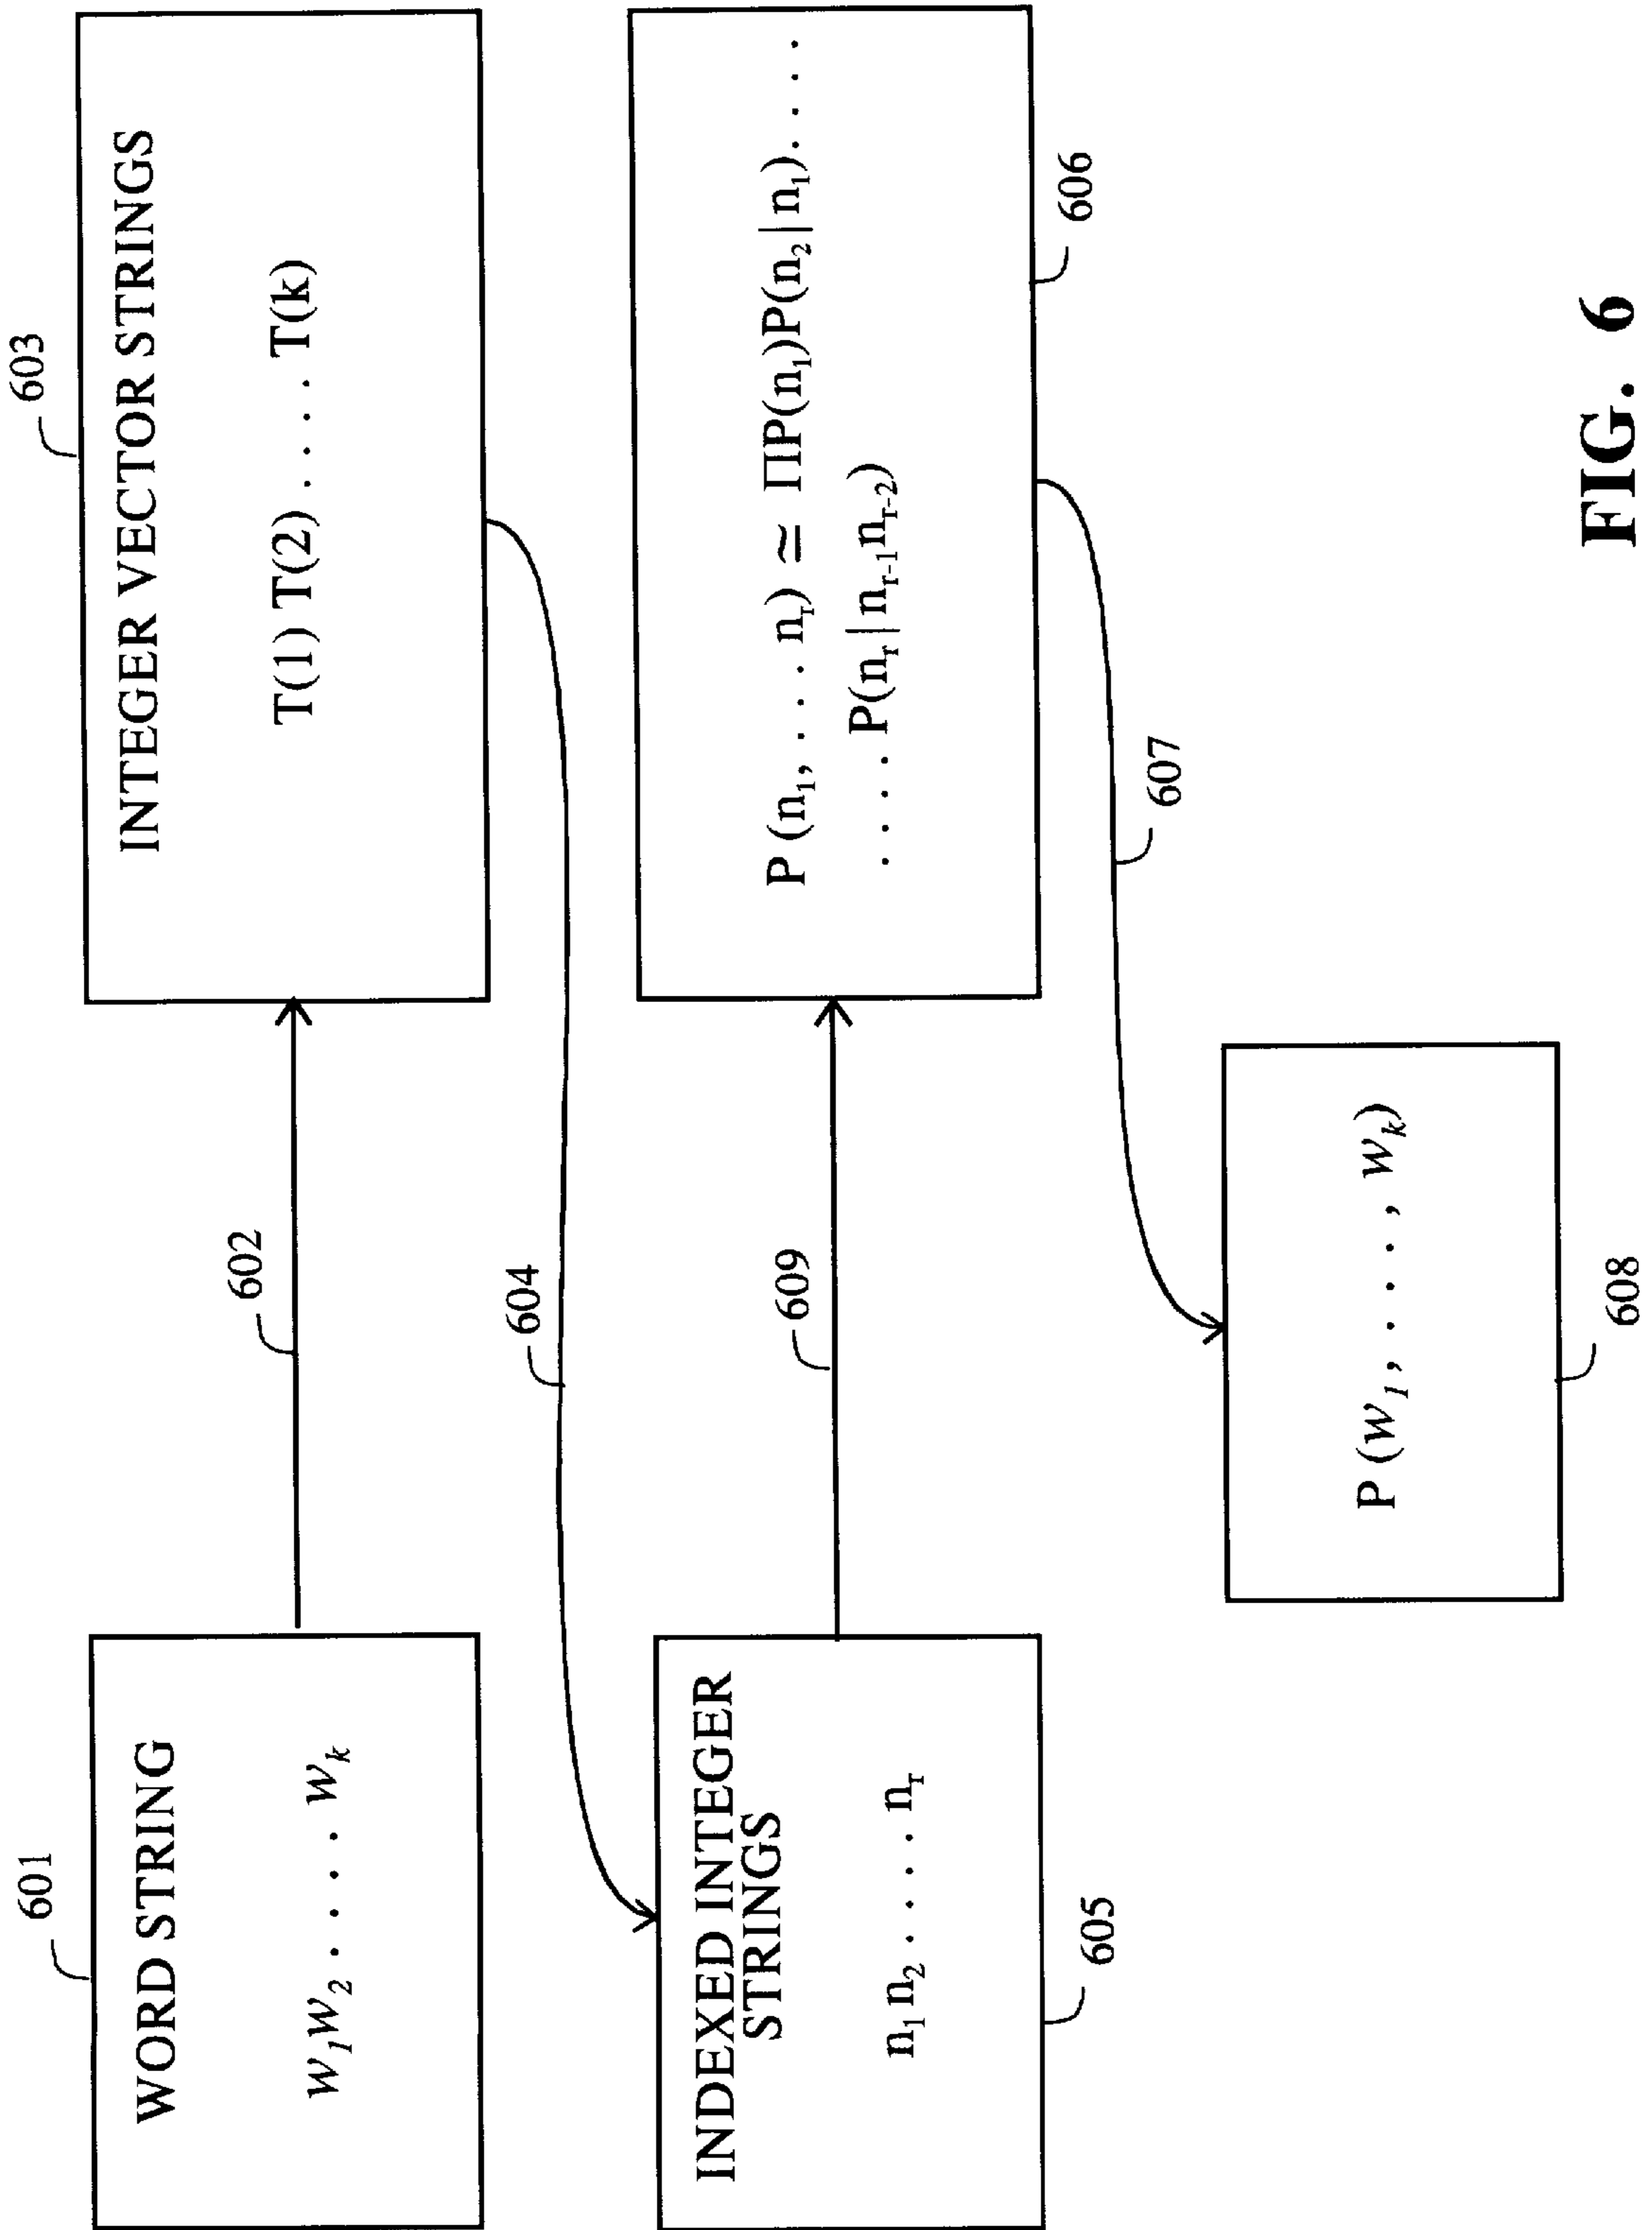 601
WORD STRING
w₁w₂ . . . . . wₖ
602
603
INTEGER VECTOR STRINGS
T(1) T(2) . . . . . T(k)
604
INDEXED INTEGER
STRINGS
n₁ n₂ . . . . . nᵣ
605
609
P (n₁, . . . . nᵣ) ≃ ΠP(n₁)P(n₂|n₁). . . .
. . . . . P(nᵣ|nᵣ₋₁nᵣ₋₂)
606
607
P (w₁, . . . . , wₖ)
608
FIG. 6